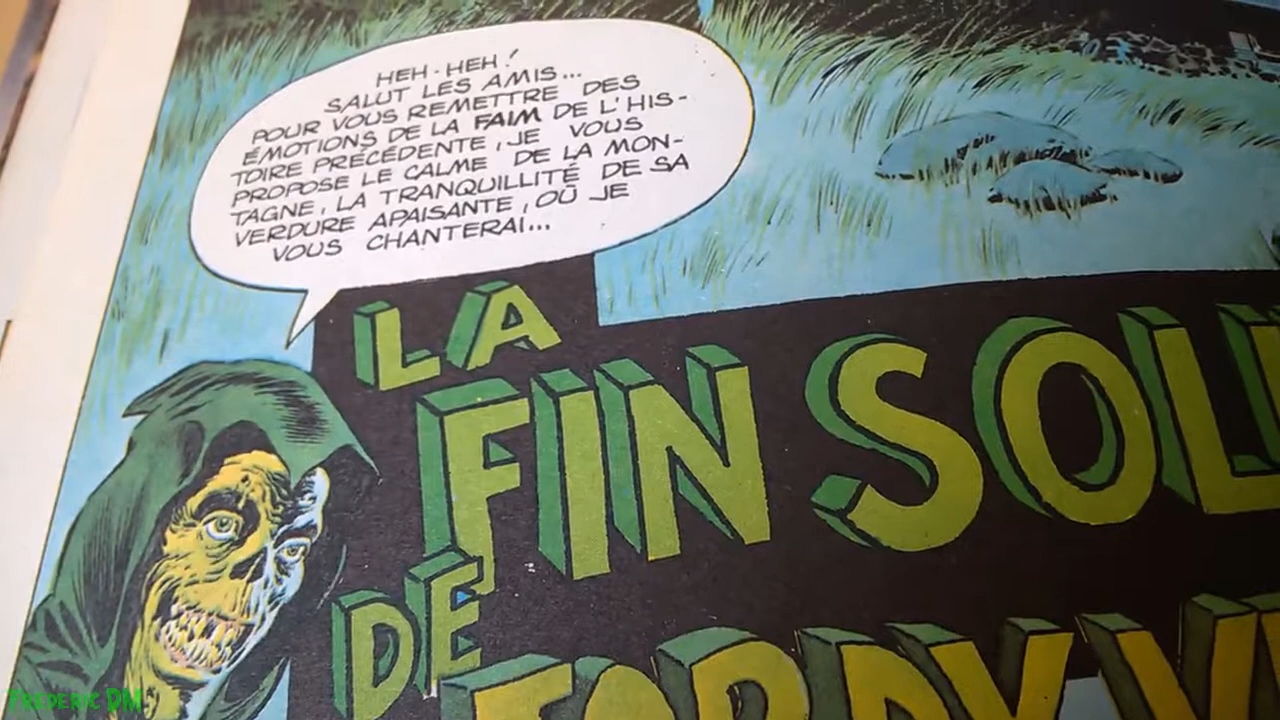 HEH-HEH!
SALUT LES AMIS...
POUR VOUS REMETTRE DES
ÉMOTIONS DE LA FAIM DE L'HIS-
TOIRE PRÉCÉDENTE, JE VOUS
PROPOSE LE CALME DE LA MON-
TAGNE, LA TRANQUILLITÉ DE SA
VERDURE APAISANTE, OÙ JE
VOUS CHANTERAI...
LA
FIN SOLI
DE
FREDERIC DM